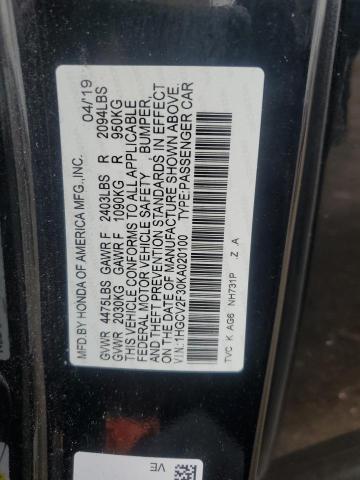 MFD BY HONDA OF AMERICA MFG.,INC. 04/19
GVWR 4475LBS GAWR F 2403LBS R 2094LBS
GVWR 2030KG GAWR F 1090KG R 950KG
THIS VEHICLE CONFORMS TO ALL APPLICABLE
FEDERAL MOTOR VEHICLE SAFETY, BUMPER,
AND THEFT PREVENTION STANDARDS IN EFFECT
ON THE DATE OF MANUFACTURE SHOWN ABOVE.
V.I.N:1HGCV2F30KA020100 TYPE:PASSENGER CAR
TVC K AG6 NH731P Z A
VE